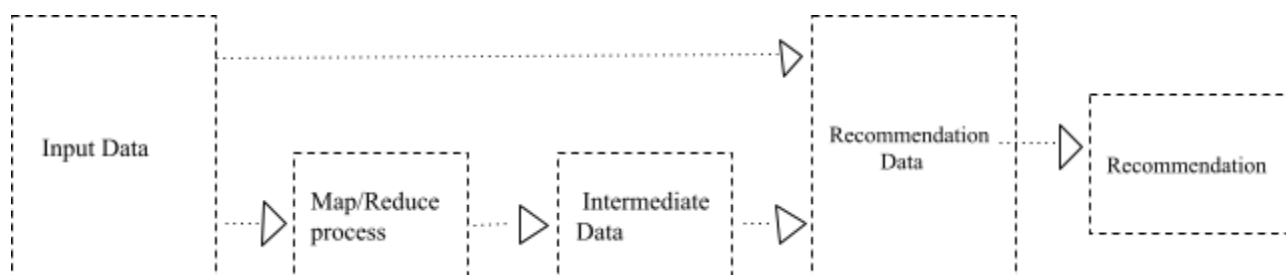 Input Data
Map/Reduce
process
Intermediate
Data
Recommendation
Data
Recommendation